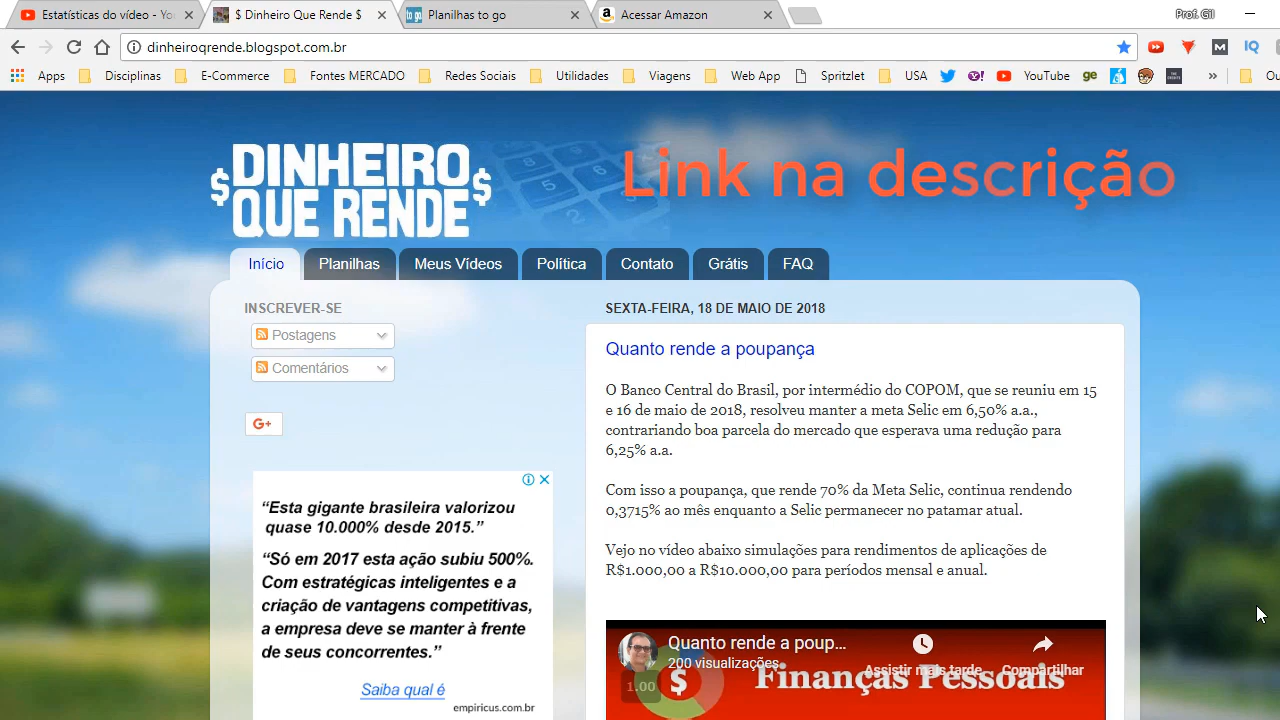 Estatísticas do vídeo - Yo
$ Dinheiro Que Rende $
Planilhas to go
Acessar Amazon
Prof. Gil
dinheiroqrende.blogspot.com.br
Apps Disciplinas E-Commerce Fontes MERCADO Redes Sociais Utilidades Viagens Web App Spritzlet USA YouTube ge » Ou
$DINHEIRO$
QUE RENDE
Link na descrição
Início Planilhas Meus Vídeos Política Contato Grátis FAQ
INSCREVER-SE
Postagens
Comentários
G+
“Esta gigante brasileira valorizou
quase 10.000% desde 2015.”
“Só em 2017 esta ação subiu 500%.
Com estratégicas inteligentes e a
criação de vantagens competitivas,
a empresa deve se manter à frente
de seus concorrentes.”
Saiba qual é
empiricus.com.br
SEXTA-FEIRA, 18 DE MAIO DE 2018
Quanto rende a poupança
O Banco Central do Brasil, por intermédio do COPOM, que se reuniu em 15
e 16 de maio de 2018, resolveu manter a meta Selic em 6,50% a.a.,
contrariando boa parcela do mercado que esperava uma redução para
6,25% a.a.
Com isso a poupança, que rende 70% da Meta Selic, continua rendendo
0,3715% ao mês enquanto a Selic permanecer no patamar atual.
Vejo no vídeo abaixo simulações para rendimentos de aplicações de
R$1.000,00 a R$10.000,00 para períodos mensal e anual.
Quanto rende a poup...
200 visualizações
Assistir mais tarde
Compartilhar
1.00
$
Finanças Pessoais